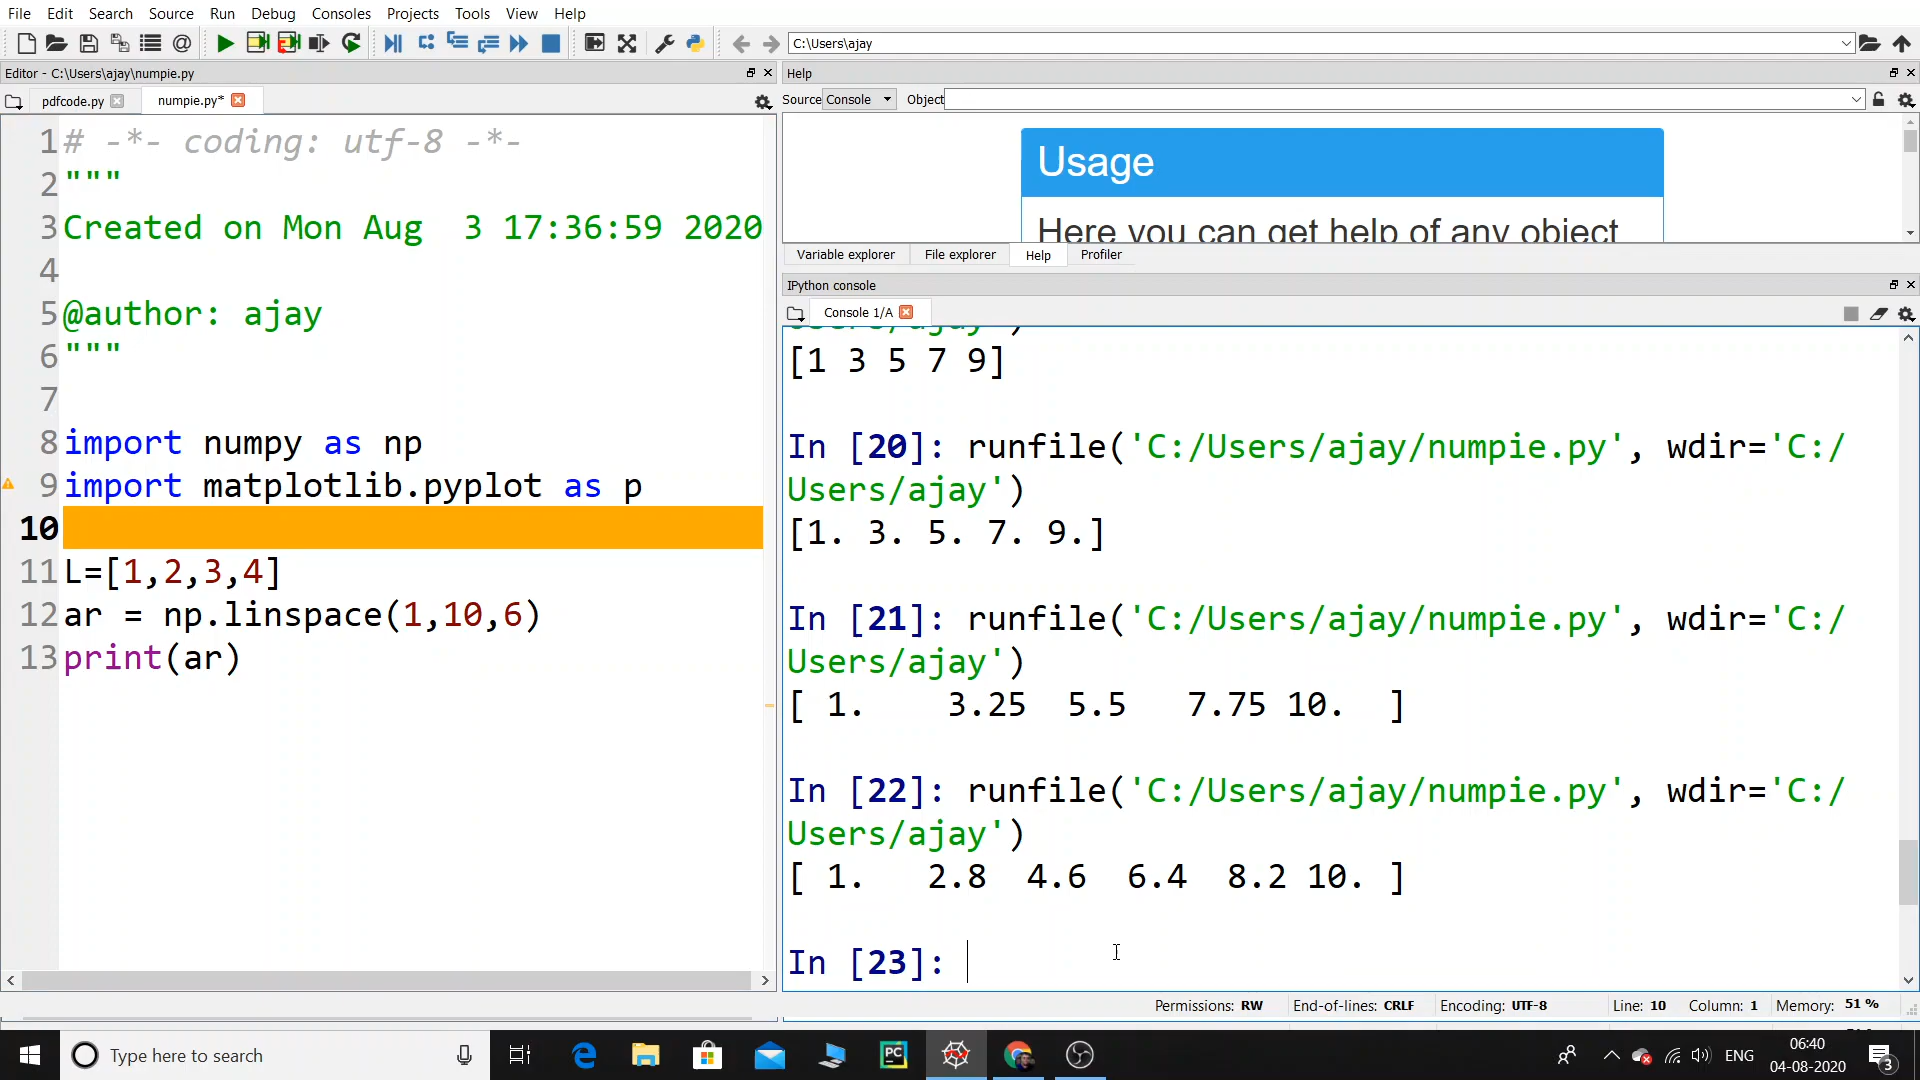 File Edit Search Source Run Debug Consoles Projects Tools View Help
C:\Users\ajay
Editor - C:\Users\ajay\numpie.py
pdfcode.py
numpie.py*
1 # -*- coding: utf-8 -*-
2 """
3 Created on Mon Aug  3 17:36:59 2020
4
5 @author: ajay
6 """
7
8 import numpy as np
9 import matplotlib.pyplot as p
10
11 L=[1,2,3,4]
12 ar = np.linspace(1,10,6)
13 print(ar)
Help
Source Console Object
Usage
Here you can get help of any object
Variable explorer File explorer Help Profiler
IPython console
Console 1/A
Users/ajay')
[1 3 5 7 9]
In [20]: runfile('C:/Users/ajay/numpie.py', wdir='C:/
Users/ajay')
[1. 3. 5. 7. 9.]
In [21]: runfile('C:/Users/ajay/numpie.py', wdir='C:/
Users/ajay')
[ 1.    3.25  5.5   7.75 10.  ]
In [22]: runfile('C:/Users/ajay/numpie.py', wdir='C:/
Users/ajay')
[ 1.   2.8  4.6  6.4  8.2 10. ]
In [23]:
Permissions: RW End-of-lines: CRLF Encoding: UTF-8 Line: 10 Column: 1 Memory: 51 %
Type here to search
PC
ENG
06:40
04-08-2020
3